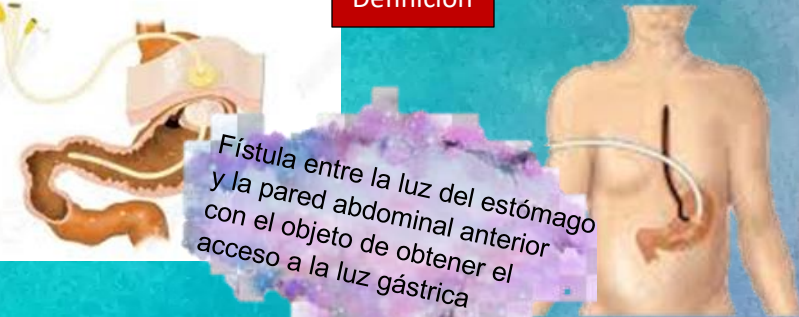 Definición
Fístula entre la luz del estómago
y la pared abdominal anterior
con el objeto de obtener el
acceso a la luz gástrica